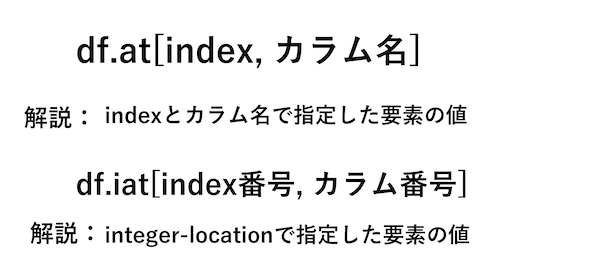 df.at[index, カラム名]
解説： indexとカラム名で指定した要素の値
df.iat[index番号, カラム番号]
解説：integer-locationで指定した要素の値